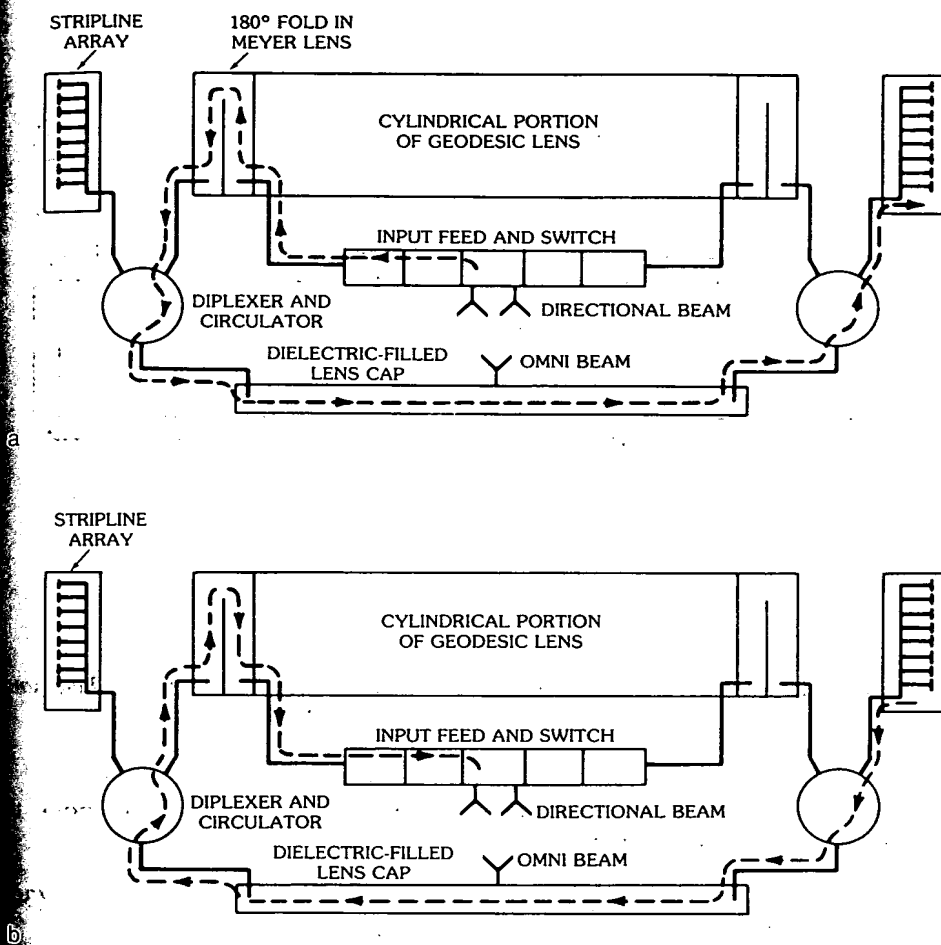 STRIPLINE
ARRAY
180° FOLD IN
MEYER LENS
CYLINDRICAL PORTION
OF GEODESIC LENS
INPUT FEED AND SWITCH
DIPLEXER AND
CIRCULATOR
DIRECTIONAL BEAM
DIELECTRIC-FILLED
LENS CAP
OMNI BEAM
a
STRIPLINE
ARRAY
CYLINDRICAL PORTION
OF GEODESIC LENS
INPUT FEED AND SWITCH
DIPLEXER AND
CIRCULATOR
DIRECTIONAL BEAM
DIELECTRIC-FILLED
LENS CAP
OMNI BEAM
b